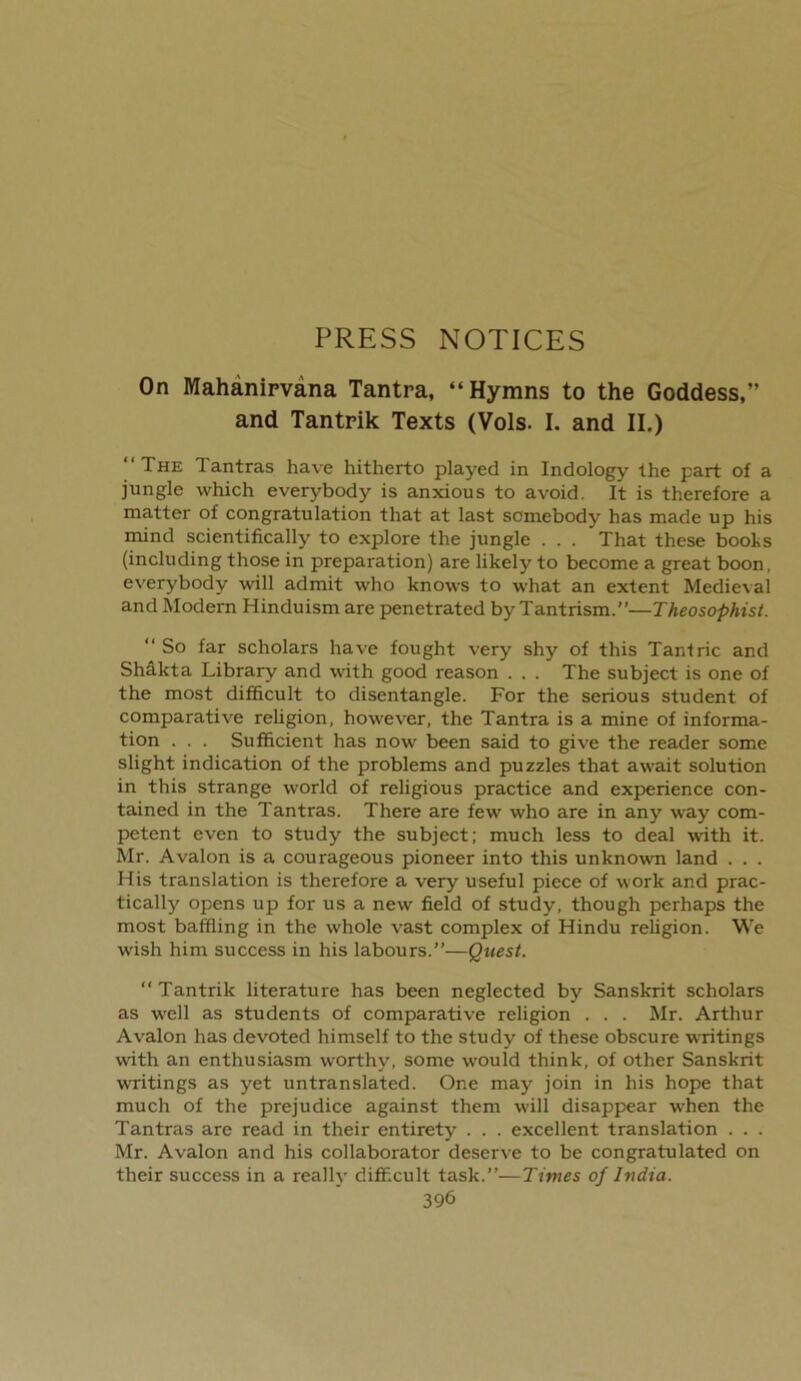 PRESS NOTICES
On Mahânirvâna Tantra, “Hymns to the Goddess,”
and Tantrik Texts (Vols. I. and II.)
“THE Tantras have hitherto played in Indology the part of a
jungle which everybody is anxious to avoid. It is therefore a
matter of congratulation that at last somebody has made up his
mind scientifically to explore the jungle . . . That these books
(including those in preparation) are likely to become a great boon,
everybody will admit who knows to what an extent Medieval
and Modern Hinduism are penetrated by Tantrism.”—Theosophist.
“So far scholars have fought very shy of this Tantric and
Shâkta Library and with good reason . . . The subject is one of
the most difficult to disentangle. For the serious student of
comparative religion, however, the Tantra is a mine of informa-
tion . . . Sufficient has now been said to give the reader some
slight indication of the problems and puzzles that await solution
in this strange world of religious practice and experience con-
tained in the Tantras. There are few who are in any way com-
petent even to study the subject; much less to deal with it.
Mr. Avalon is a courageous pioneer into this unknown land . . .
His translation is therefore a very useful piece of work and prac-
tically opens up for us a new field of study, though perhaps the
most baffling in the whole vast complex of Hindu religion. We
wish him success in his labours.”—Quest.
“Tantrik literature has been neglected by Sanskrit scholars
as well as students of comparative religion . . . Mr. Arthur
Avalon has devoted himself to the study of these obscure writings
with an enthusiasm worthy, some would think, of other Sanskrit
writings as yet untranslated. One may join in his hope that
much of the prejudice against them will disappear when the
Tantras are read in their entirety . . . excellent translation . . .
Mr. Avalon and his collaborator deserve to be congratulated on
their success in a really difficult task.”—Times of India.
396